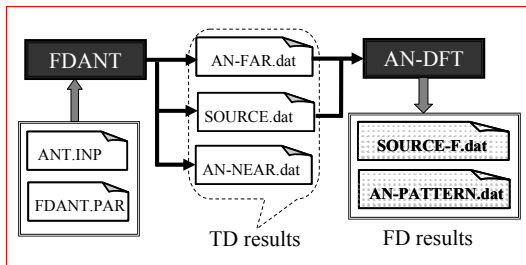 FDANT
AN-FAR.dat
AN-DFT
SOURCE.dat
ANT.INP
SOURCE-F.dat
AN-NEAR.dat
FDANT.PAR
AN-PATTERN.dat
TD results
FD results